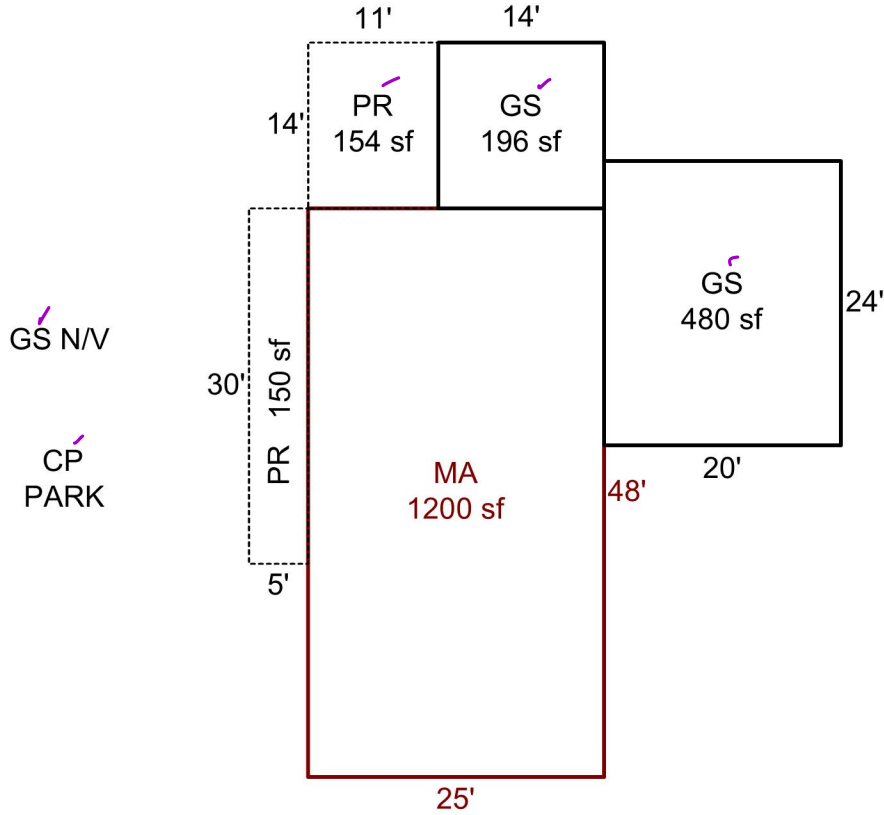 11'
14'
14'
PR
154 sf
GS
196 sf
GS
480 sf
24'
20'
GS N/V
CP
PARK
30'
PR 150 sf
5'
MA
1200 sf
48'
25'